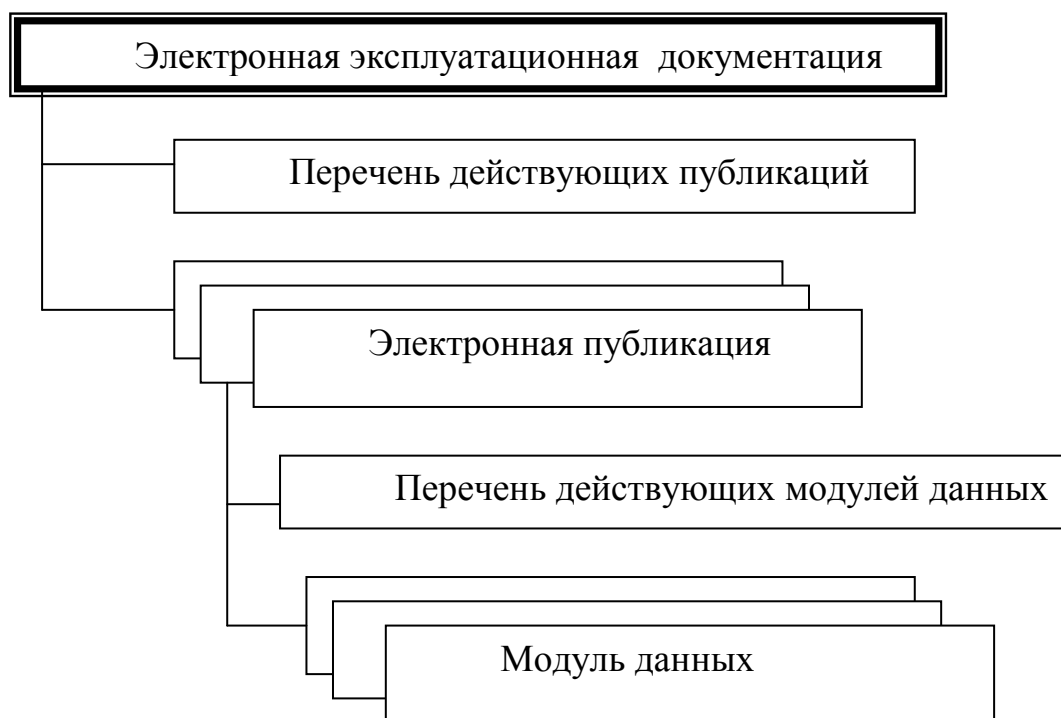 Электронная эксплуатационная документация
Перечень действующих публикаций
Электронная публикация
Перечень действующих модулей данных
Модуль данных